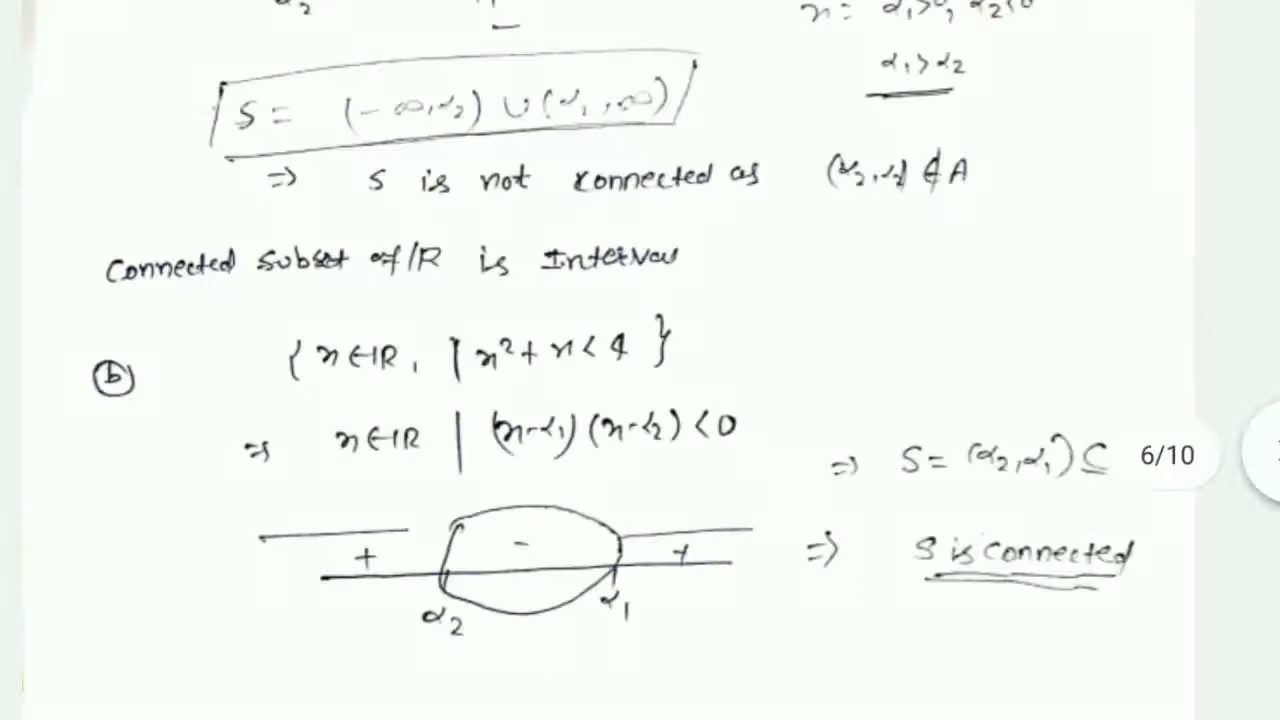 α2
x = α1>0, α2<0
α1 > α2
S = (-∞, α2) ∪ (α1, ∞)
⇒ S is not connected as (α2, α1) ∉ A
Connected subset of ℝ is Interval
(b) { x ∈ ℝ, | x² + x < 4 }
⇒ x ∈ ℝ | (x-α1) (x-α2) < 0
⇒ S = (α2, α1) ⊆
6/10
+ - +
⇒ S is connected
α2 α1